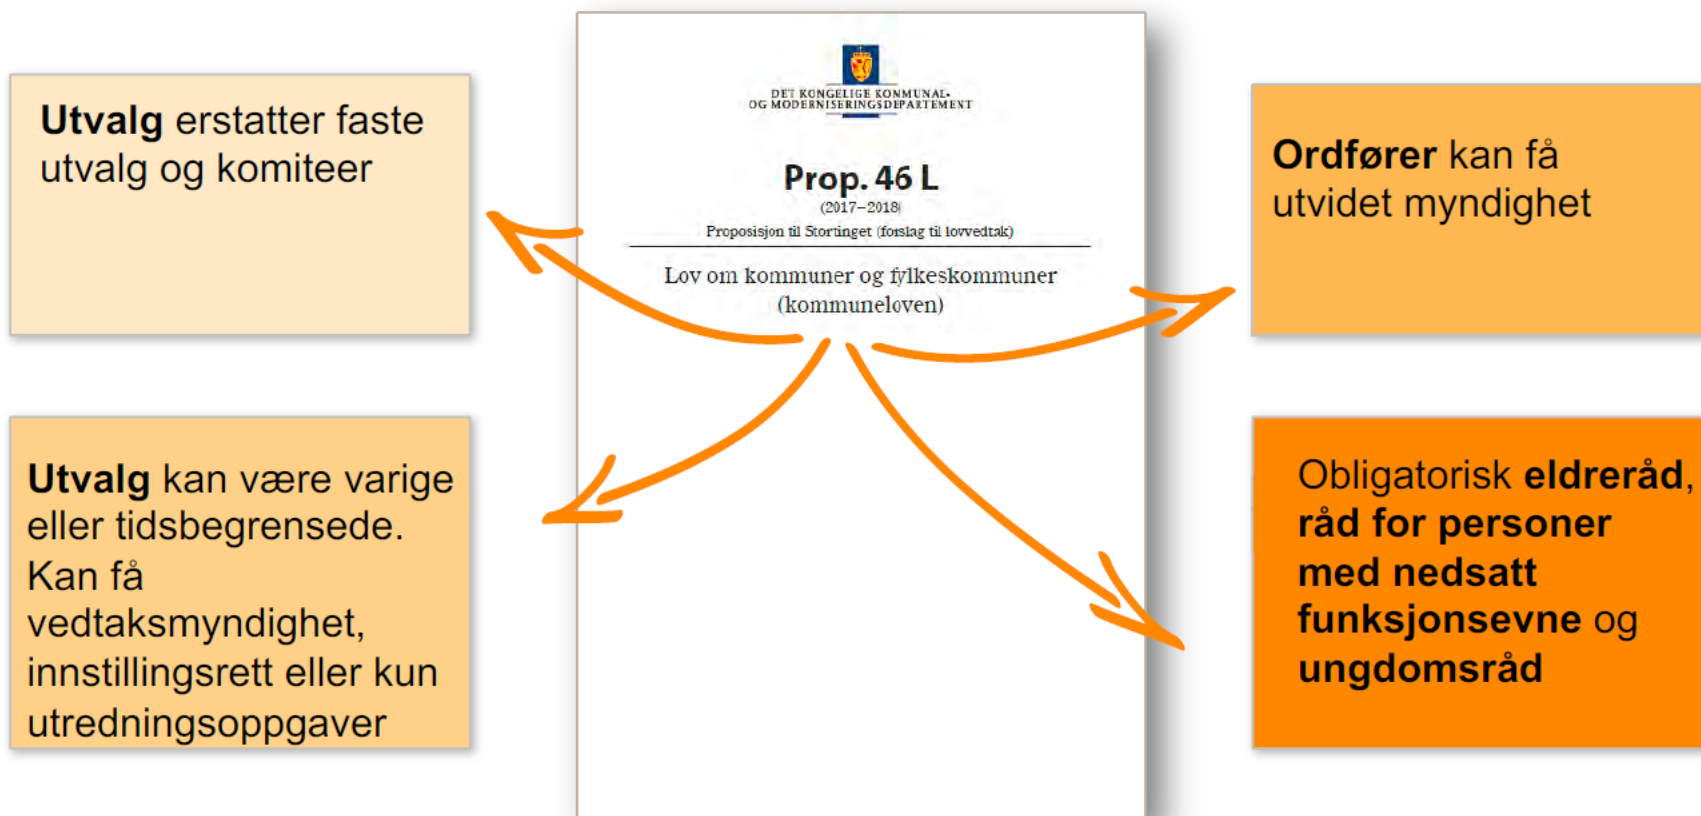 Utvalg erstatter faste
utvalg og komiteer
DET KONGELIGE KOMMUNAL-
OG MODERNISERINGSDEPARTEMENT
Prop. 46 L
(2017–2018)
Proposisjon til Stortinget (forslag til lovvedtak)
Lov om kommuner og fylkeskommuner
(kommuneloven)
Ordfører kan få
utvidet myndighet
Utvalg kan være varige
eller tidsbegrensede.
Kan få
vedtaksmyndighet,
innstillingsrett eller kun
utredningsoppgaver
Obligatorisk eldreråd,
råd for personer
med nedsatt
funksjonsevne og
ungdomsråd